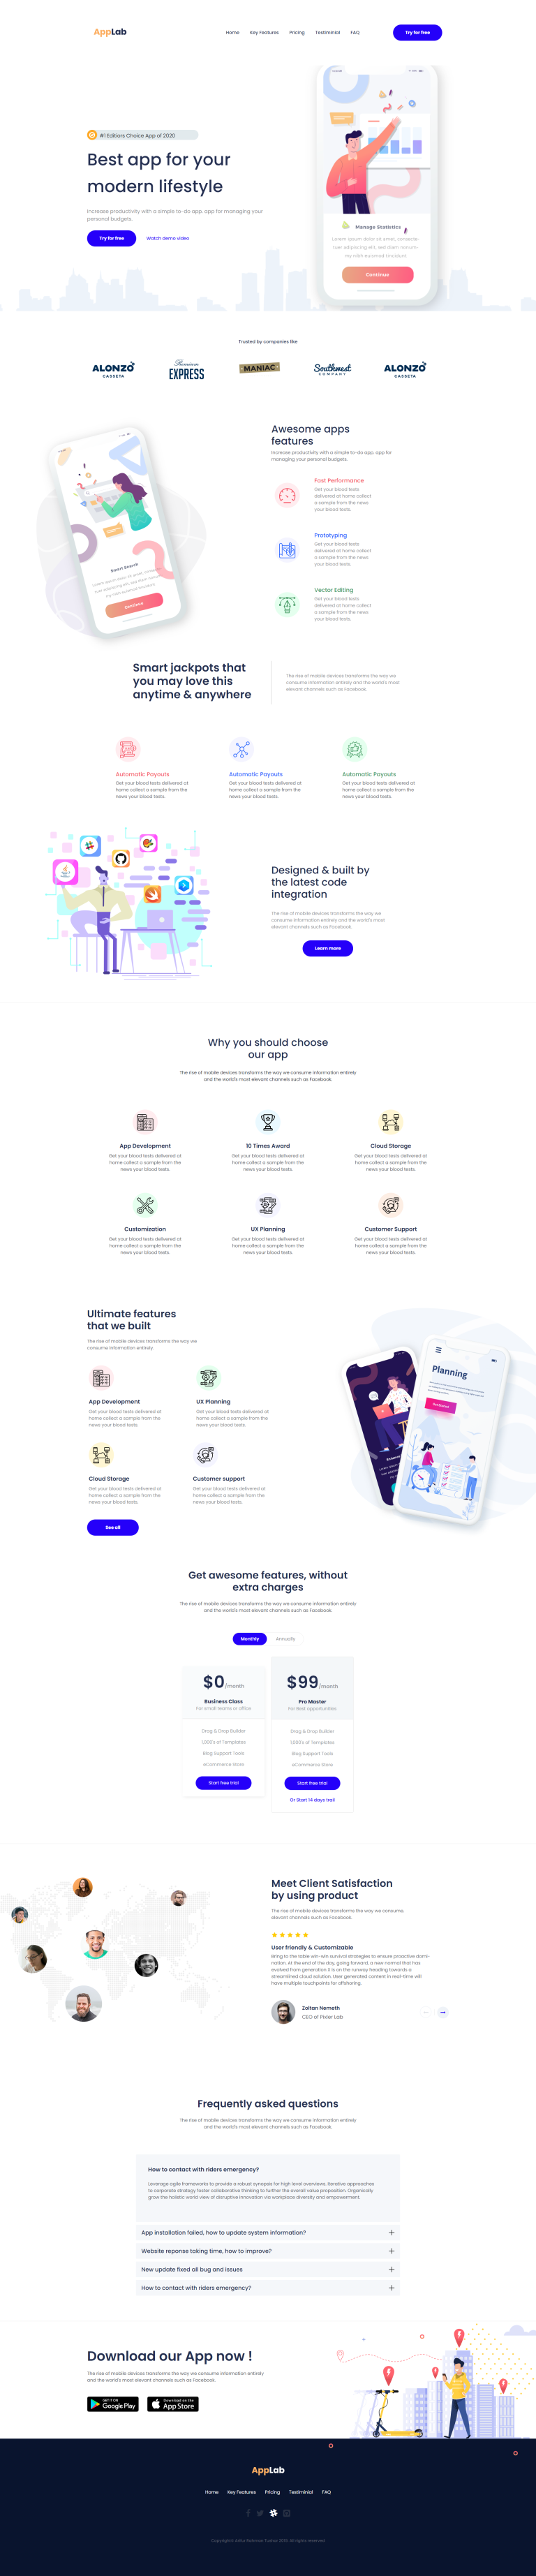 AppLab
Home Key Features Pricing Testiminial FAQ
Try for free
#1 Editiors Choice App of 2020
Best app for your
modern lifestyle
Increase productivity with a simple to-do app. app for managing your
personal budgets.
Try for free
Watch demo video
Manage Statistics
Lorem ipsum dolor sit amet, consetet-
uer adipiscing elit, sed diam nonum-
my nibh euismod tincidunt
Continue
Trusted by companies like
ALONZO
CASSETA
EXPRESS
MANIAC
Southwest
COMPANY
ALONZO
CASSETA
Awesome apps
features
Increase productivity with a simple to-do app. app for
managing your personal budgets.
Fast Performance
Get your blood tests
delivered at home collect
a sample from the news
your blood tests.
Prototyping
Get your blood tests
delivered at home collect
a sample from the news
your blood tests.
Vector Editing
Get your blood tests
delivered at home collect
a sample from the news
your blood tests.
Smart Search
Continue
Smart jackpots that
you may love this
anytime & anywhere
The rise of mobile devices transforms the way we
consume information entirely and the world's most
elevant channels such as Facebook.
Automatic Payouts
Get your blood tests delivered at
home collect a sample from the
news your blood tests.
Automatic Payouts
Get your blood tests delivered at
home collect a sample from the
news your blood tests.
Automatic Payouts
Get your blood tests delivered at
home collect a sample from the
news your blood tests.
Designed & built by
the latest code
integration
The rise of mobile devices transforms the way we
consume information entirely and the world's most
elevant channels such as Facebook.
Learn more
Why you should choose
our app
The rise of mobile devices transforms the way we consume information entirely
and the world's most elevant channels such as Facebook.
App Development
Get your blood tests delivered at
home collect a sample from the
news your blood tests.
10 Times Award
Get your blood tests delivered at
home collect a sample from the
news your blood tests.
Cloud Storage
Get your blood tests delivered at
home collect a sample from the
news your blood tests.
Customization
Get your blood tests delivered at
home collect a sample from the
news your blood tests.
UX Planning
Get your blood tests delivered at
home collect a sample from the
news your blood tests.
Customer Support
Get your blood tests delivered at
home collect a sample from the
news your blood tests.
Ultimate features
that we built
The rise of mobile devices transforms the way we
consume information entirely.
App Development
Get your blood tests delivered at
home collect a sample from the
news your blood tests.
UX Planning
Get your blood tests delivered at
home collect a sample from the
news your blood tests.
Cloud Storage
Get your blood tests delivered at
home collect a sample from the
news your blood tests.
Customer support
Get your blood tests delivered at
home collect a sample from the
news your blood tests.
See all
Planning
Get Started
Get awesome features, without
extra charges
The rise of mobile devices transforms the way we consume information entirely
and the world's most elevant channels such as Facebook.
Monthly
Annually
$0/month
Business Class
For small teams or office
Drag & Drop Builder
1,000's of Templates
Blog Support Tools
eCommerce Store
Start free trial
$99/month
Pro Master
For Best opportunities
Drag & Drop Builder
1,000's of Templates
Blog Support Tools
eCommerce Store
Start free trial
Or Start 14 days trail
Meet Client Satisfaction
by using product
The rise of mobile devices transforms the way we consume.
elevant channels such as Facebook.
User friendly & Customizable
Bring to the table win-win survival strategies to ensure proactive domi-
nation. At the end of the day, going forward, a new normal that has
evolved from generation X is on the runway heading towards a
streamlined cloud solution. User generated content in real-time will
have multiple touchpoints for offshoring.
Zoltan Nemeth
CEO of Pixler Lab
Frequently asked questions
The rise of mobile devices transforms the way we consume information entirely
and the world's most elevant channels such as Facebook.
How to contact with riders emergency?
Leverage agile frameworks to provide a robust synopsis for high level overviews. Iterative approaches
to corporate strategy foster collaborative thinking to further the overall value proposition. Organically
grow the holistic world view of disruptive innovation via workplace diversity and empowerment.
App installation failed, how to update system information?
Website reponse taking time, how to improve?
New update fixed all bug and issues
How to contact with riders emergency?
Download our App now !
The rise of mobile devices transforms the way we consume information entirely
and the world's most elevant channels such as Facebook.
GET IT ON
Google Play
Download on the
App Store
AppLab
Home Key Features Pricing Testiminial FAQ